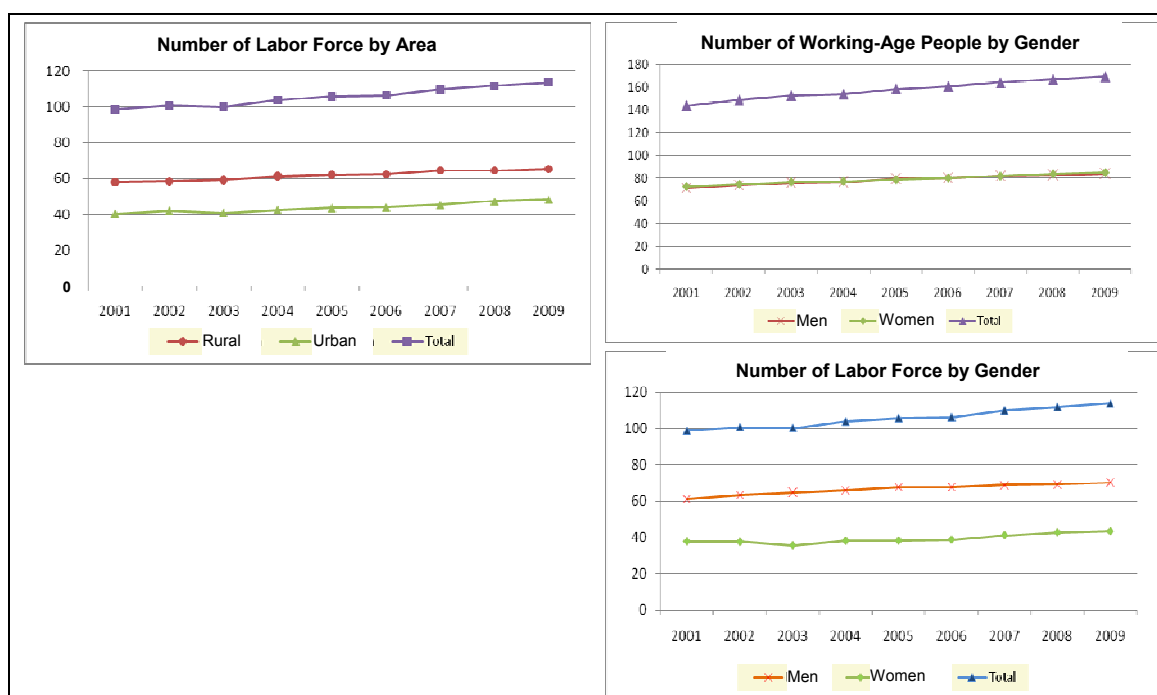 Number of Labor Force by Area
120
100
80
60
40
20
0
2001 2002 2003 2004 2005 2006 2007 2008 2009
Rural Urban Total
Number of Working-Age People by Gender
180
160
140
120
100
80
60
40
20
0
2001 2002 2003 2004 2005 2006 2007 2008 2009
Men Women Total
Number of Labor Force by Gender
120
100
80
60
40
20
0
2001 2002 2003 2004 2005 2006 2007 2008 2009
Men Women Total